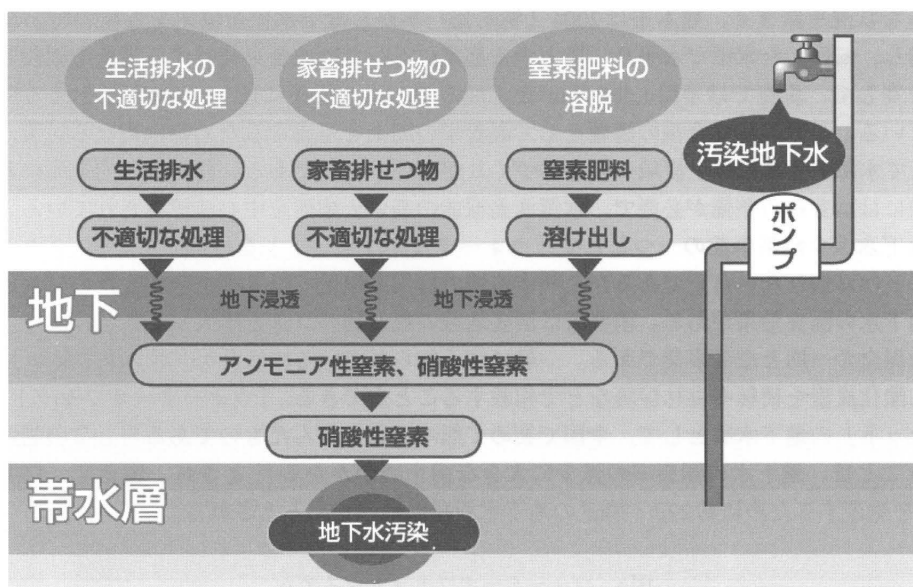 生活排水の
不適切な処理
家畜排せつ物の
不適切な処理
窒素肥料の
溶脱
汚染地下水
生活排水
家畜排せつ物
窒素肥料
不適切な処理
不適切な処理
溶け出し
ポンプ
地下
地下浸透
地下浸透
アンモニア性窒素、硝酸性窒素
硝酸性窒素
帯水層
地下水汚染